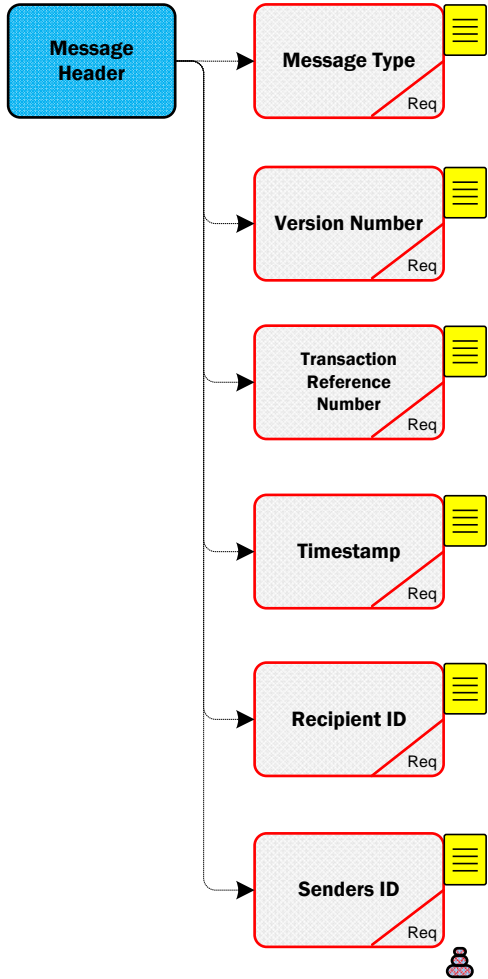 Message
Header
Message Type
Req
Version Number
Req
Transaction
Reference
Number
Req
Timestamp
Req
Recipient ID
Req
Senders ID
Req